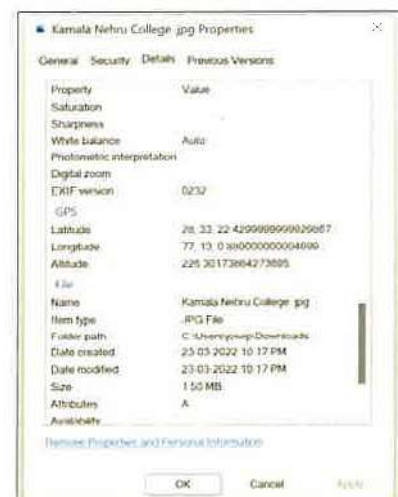 Kamala Nehru College .jpg Properties
General Security Details Previous Versions
Property Value
Saturation
Sharpness
White balance Auto
Photometric interpretation
Digital zoom
EXIF version 0232
GPS
Latitude
Longitude
Altitude
File
Name Kamala Nehru College .jpg
Item type JPG File
Folder path
Date created 23-03-2022 10:17 PM
Date modified 23-03-2022 10:17 PM
Size 1.50 MB
Attributes A
Availability
Remove Properties and Personal Information
OK Cancel Apply